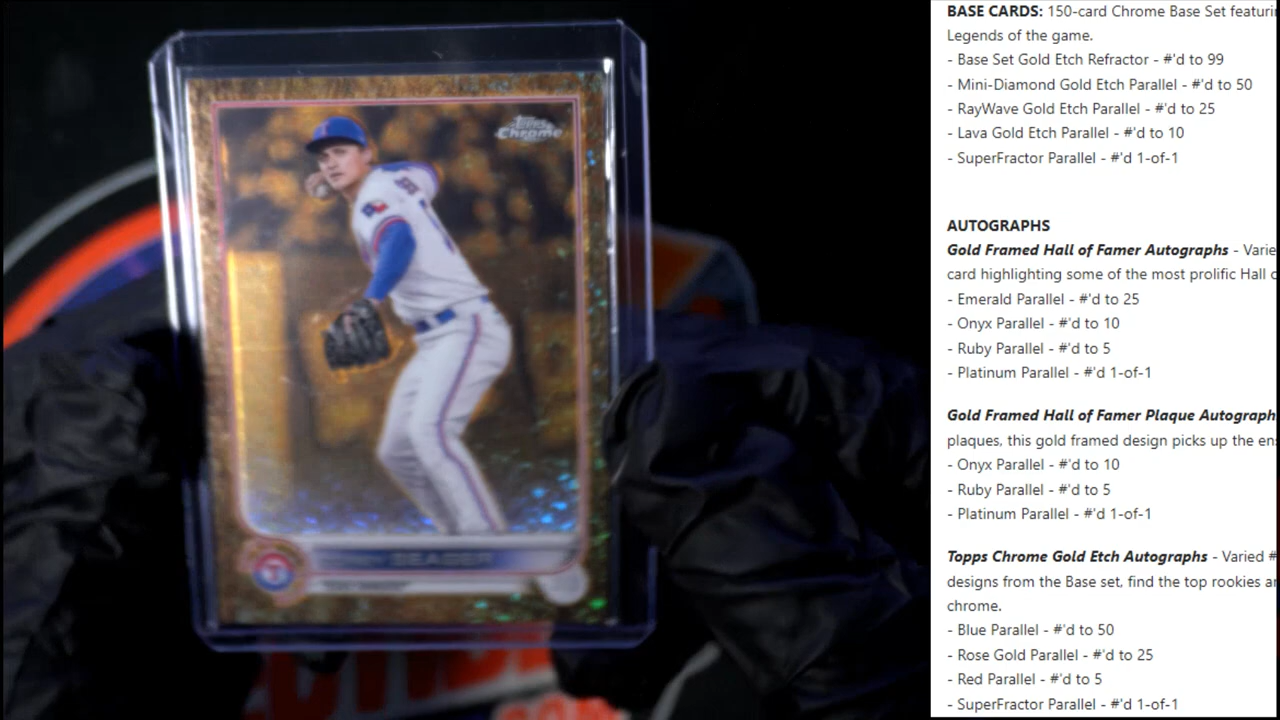 Topps
Chrome
SEAGER
T
BASE CARDS: 150-card Chrome Base Set featuri
Legends of the game.
- Base Set Gold Etch Refractor - #'d to 99
- Mini-Diamond Gold Etch Parallel - #'d to 50
- RayWave Gold Etch Parallel - #'d to 25
- Lava Gold Etch Parallel - #'d to 10
- SuperFractor Parallel - #'d 1-of-1
AUTOGRAPHS
Gold Framed Hall of Famer Autographs - Varie
card highlighting some of the most prolific Hall o
- Emerald Parallel - #'d to 25
- Onyx Parallel - #'d to 10
- Ruby Parallel - #'d to 5
- Platinum Parallel - #'d 1-of-1
Gold Framed Hall of Famer Plaque Autograph
plaques, this gold framed design picks up the en
- Onyx Parallel - #'d to 10
- Ruby Parallel - #'d to 5
- Platinum Parallel - #'d 1-of-1
Topps Chrome Gold Etch Autographs - Varied #
designs from the Base set, find the top rookies a
chrome.
- Blue Parallel - #'d to 50
- Rose Gold Parallel - #'d to 25
- Red Parallel - #'d to 5
- SuperFractor Parallel - #'d 1-of-1